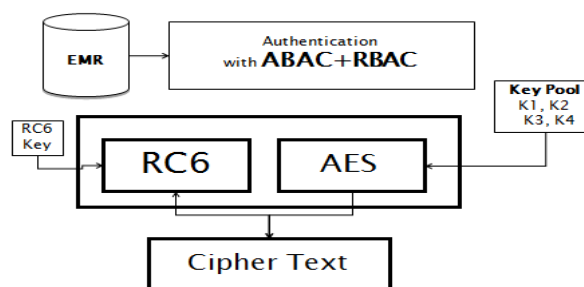 EMR
Authentication
with ABAC+RBAC
Key Pool
K1, K2
K3, K4
RC6
Key
RC6
AES
Cipher Text